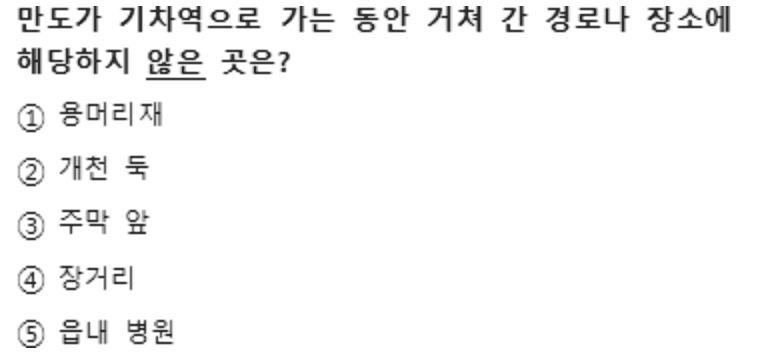 만도가 기차역으로 가는 동안 거쳐 간 경로나 장소에
해당하지 않은 곳은?
① 용머리재
② 개천 둑
③ 주막 앞
④ 장거리
⑤ 읍내 병원